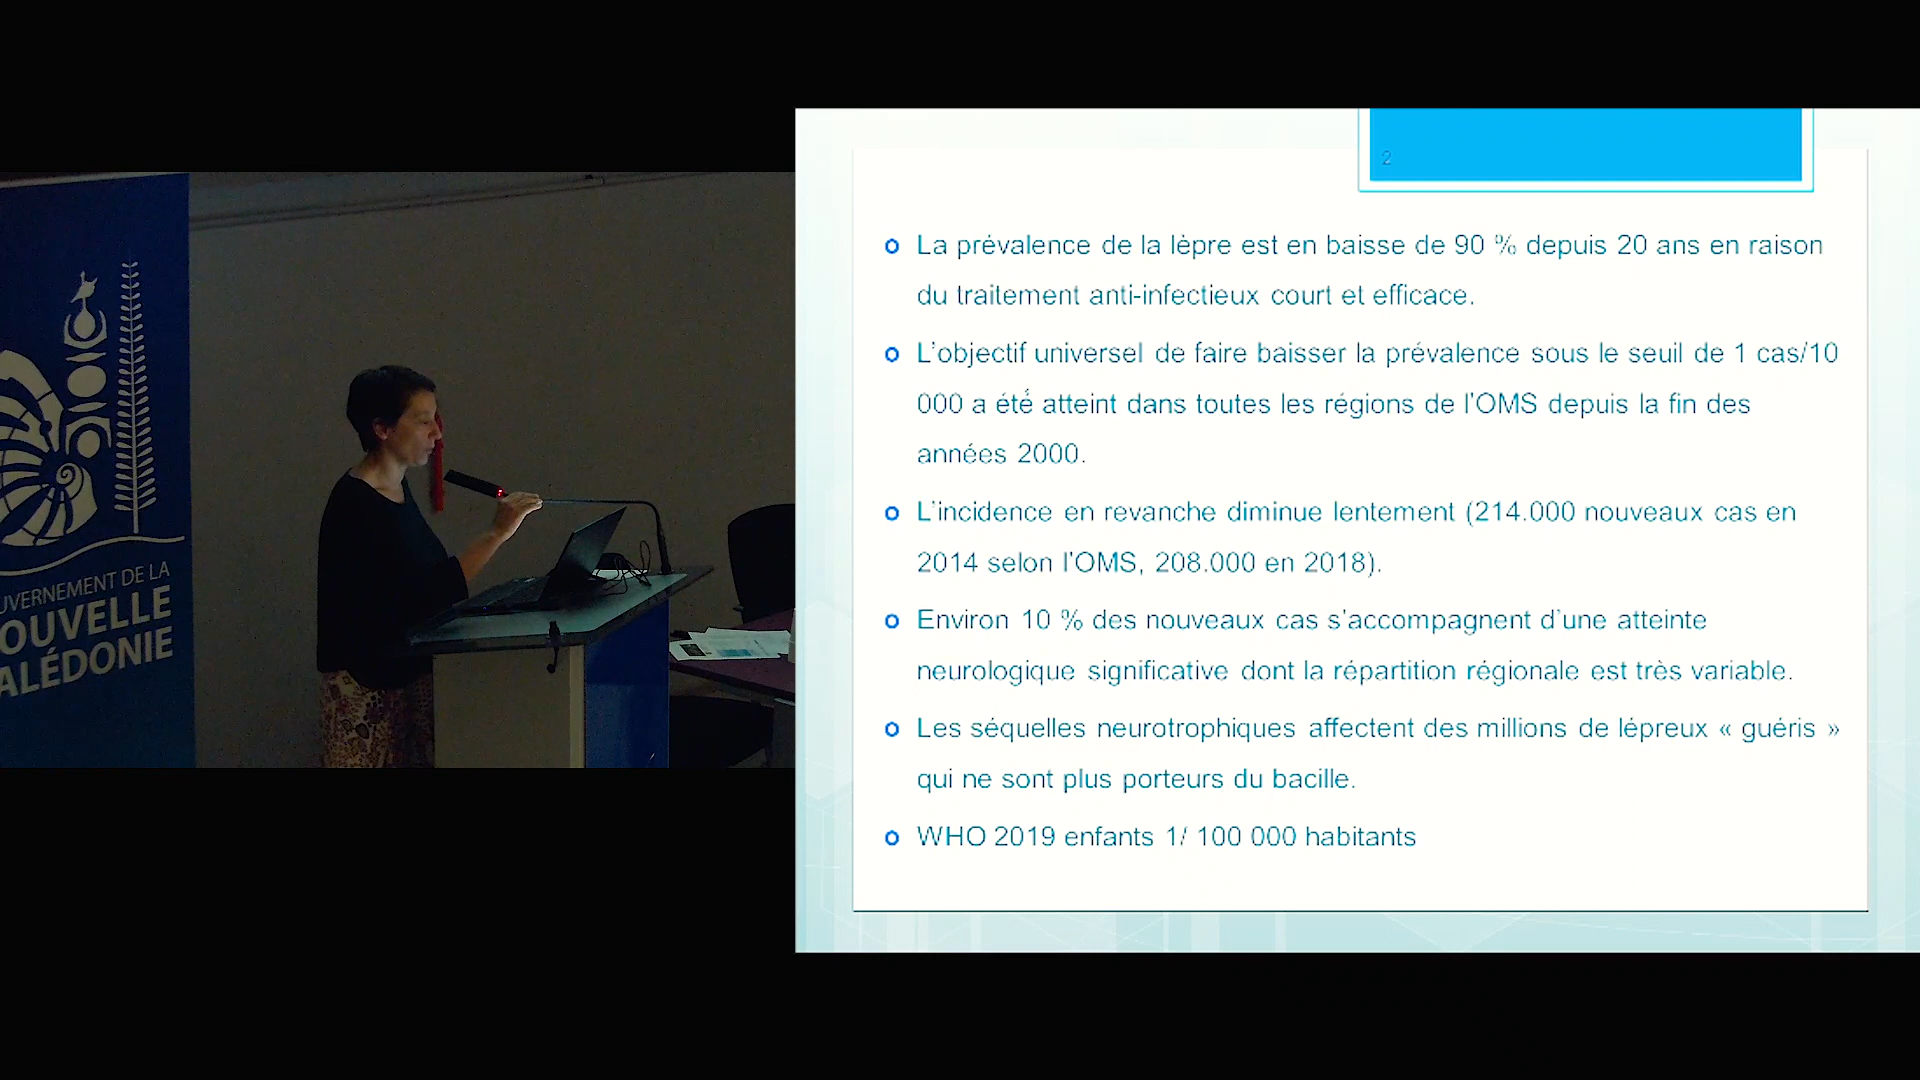 UVERNEMENT DE LA
OUVELLE
ALÉDONIE
2
La prévalence de la lèpre est en baisse de 90 % depuis 20 ans en raison
du traitement anti-infectieux court et efficace.
L'objectif universel de faire baisser la prévalence sous le seuil de 1 cas/10
000 a été atteint dans toutes les régions de l'OMS depuis la fin des
années 2000.
L'incidence en revanche diminue lentement (214.000 nouveaux cas en
2014 selon l'OMS, 208.000 en 2018).
Environ 10 % des nouveaux cas s'accompagnent d'une atteinte
neurologique significative dont la répartition régionale est très variable.
Les séquelles neurotrophiques affectent des millions de lépreux « guéris »
qui ne sont plus porteurs du bacille.
WHO 2019 enfants 1/ 100 000 habitants